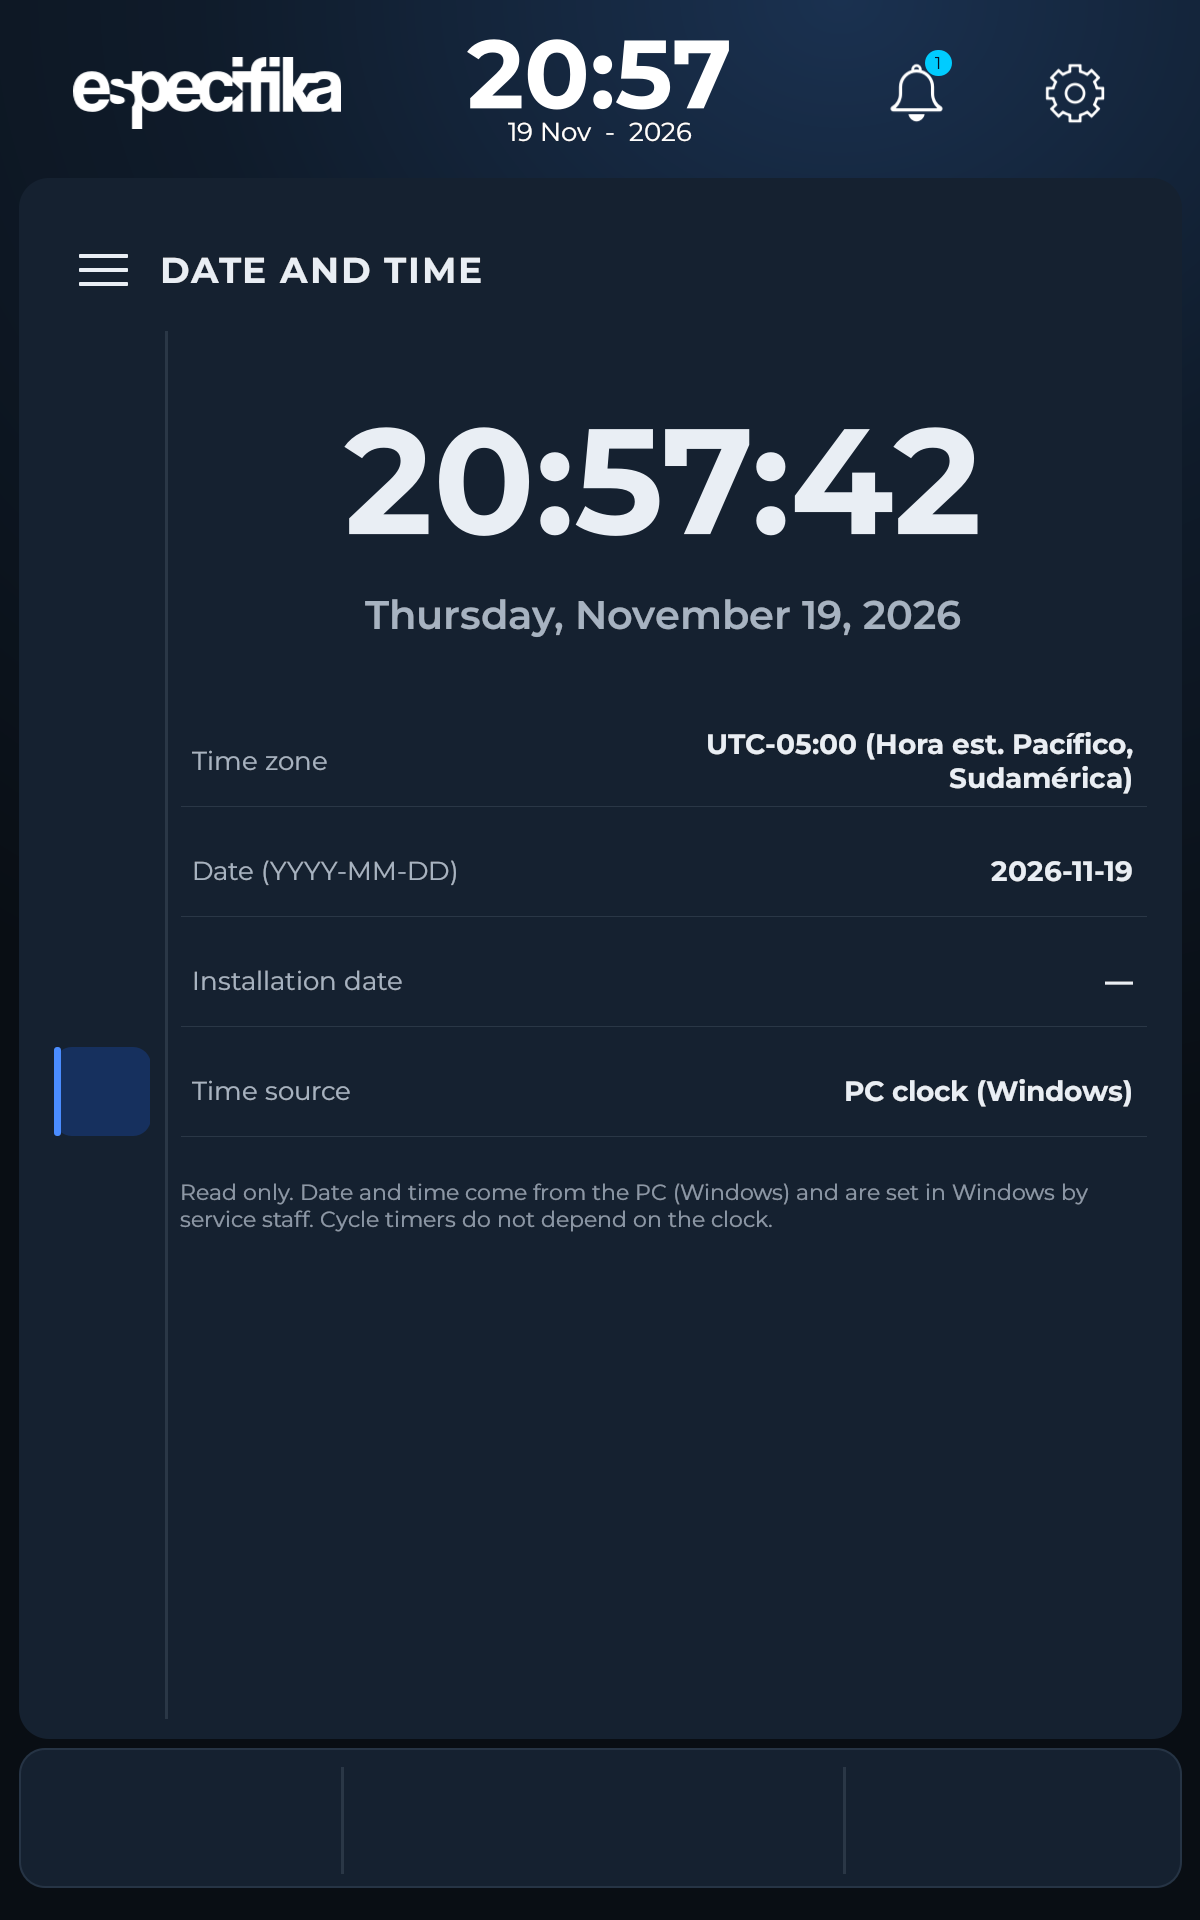 especifika
20:57
19 Nov - 2026
1
DATE AND TIME
20:57:42
Thursday, November 19, 2026
Time zone
UTC-05:00 (Hora est. Pacífico,
Sudamérica)
Date (YYYY-MM-DD)
2026-11-19
Installation date
—
Time source
PC clock (Windows)
Read only. Date and time come from the PC (Windows) and are set in Windows by
service staff. Cycle timers do not depend on the clock.